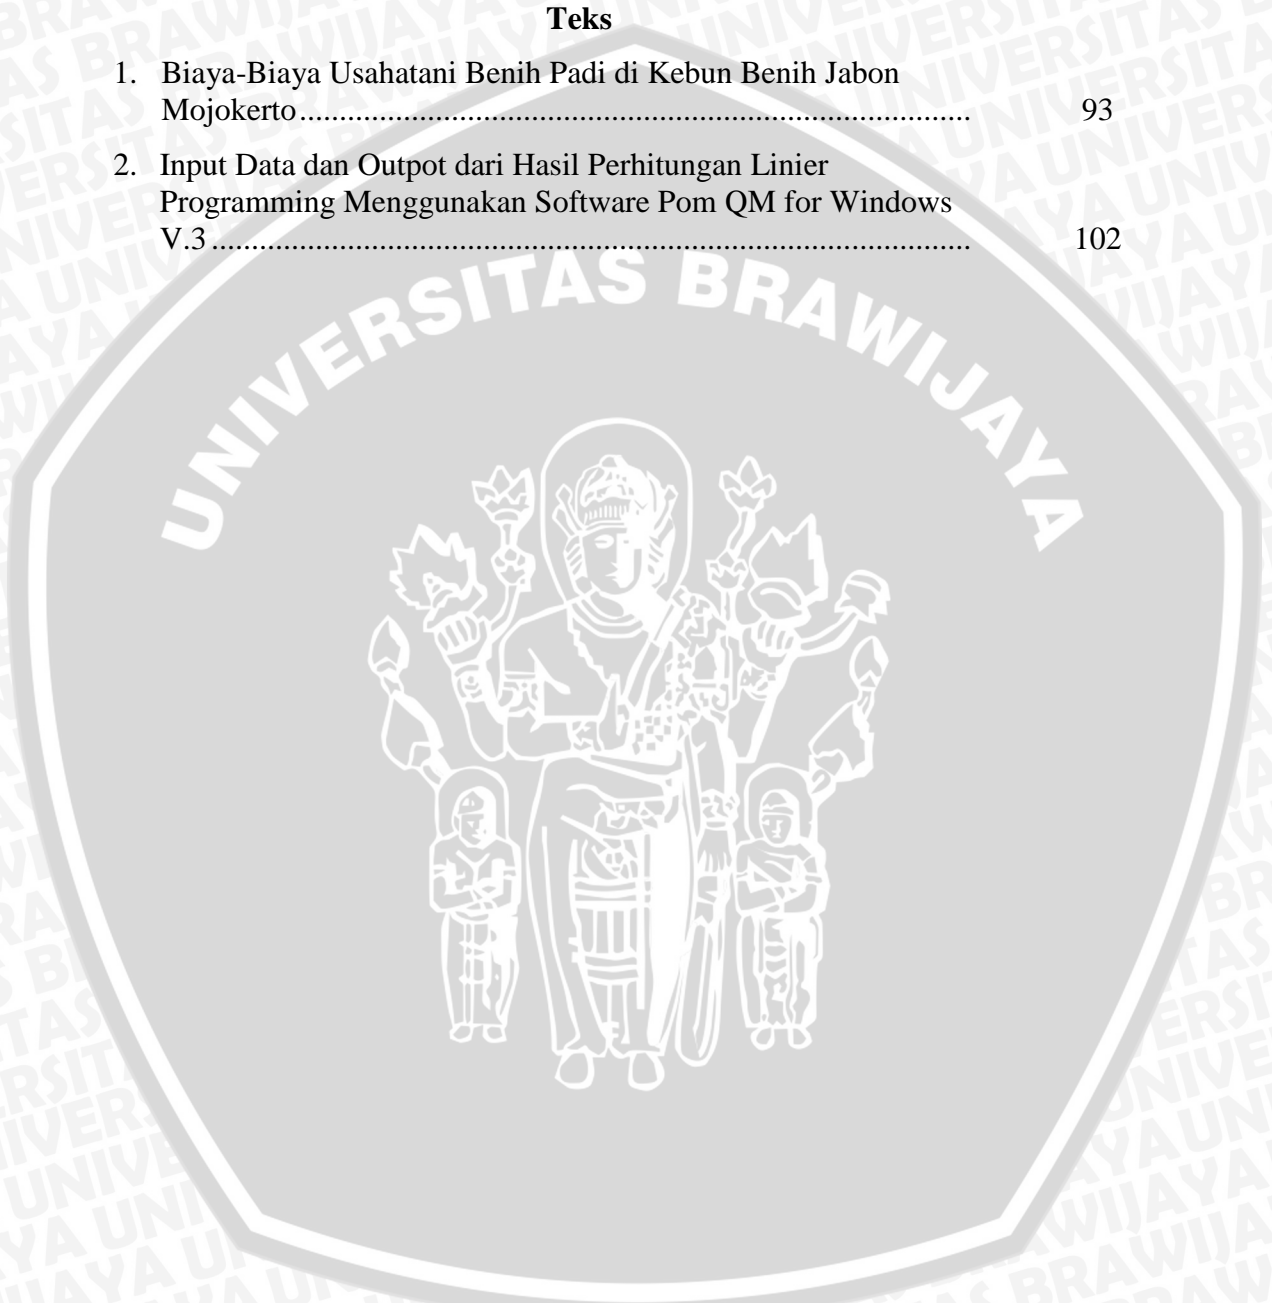 Teks
1. Biaya-Biaya Usahatani Benih Padi di Kebun Benih Jabon
Mojokerto.................................................................................... 93
2. Input Data dan Outpot dari Hasil Perhitungan Linier
Programming Menggunakan Software Pom QM for Windows
V.3............................................................................................... 102
UNIVERSITAS BRAWIJAYA